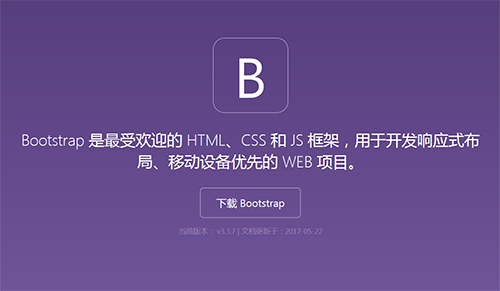 B
Bootstrap 是最受欢迎的 HTML、CSS 和 JS 框架，用于开发响应式布
局、移动设备优先的 WEB 项目。
下载 Bootstrap
当前版本： v3.3.7 | 文档更新于：2017-05-22